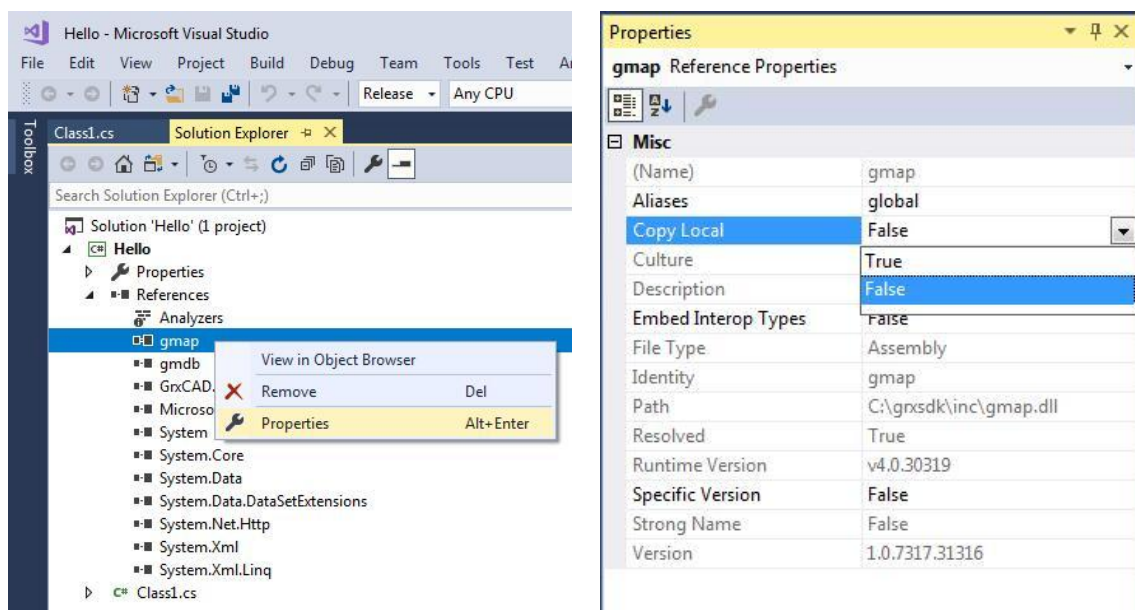 Hello - Microsoft Visual Studio
File Edit View Project Build Debug Team Tools Test
Release Any CPU
Toolbox
Class1.cs Solution Explorer
Search Solution Explorer (Ctrl+;)
Solution 'Hello' (1 project)
C# Hello
Properties
References
Analyzers
gmap
gmdb
GrxCAD.
Microso
System
System.Core
System.Data
System.Data.DataSetExtensions
System.Net.Http
System.Xml
System.Xml.Linq
C# Class1.cs
View in Object Browser
Remove Del
Properties Alt+Enter
Properties
gmap Reference Properties
Misc
(Name) gmap
Aliases global
Copy Local False
Culture True
Description False
Embed Interop Types False
File Type Assembly
Identity gmap
Path C:\grxsdk\inc\gmap.dll
Resolved True
Runtime Version v4.0.30319
Specific Version False
Strong Name False
Version 1.0.7317.31316